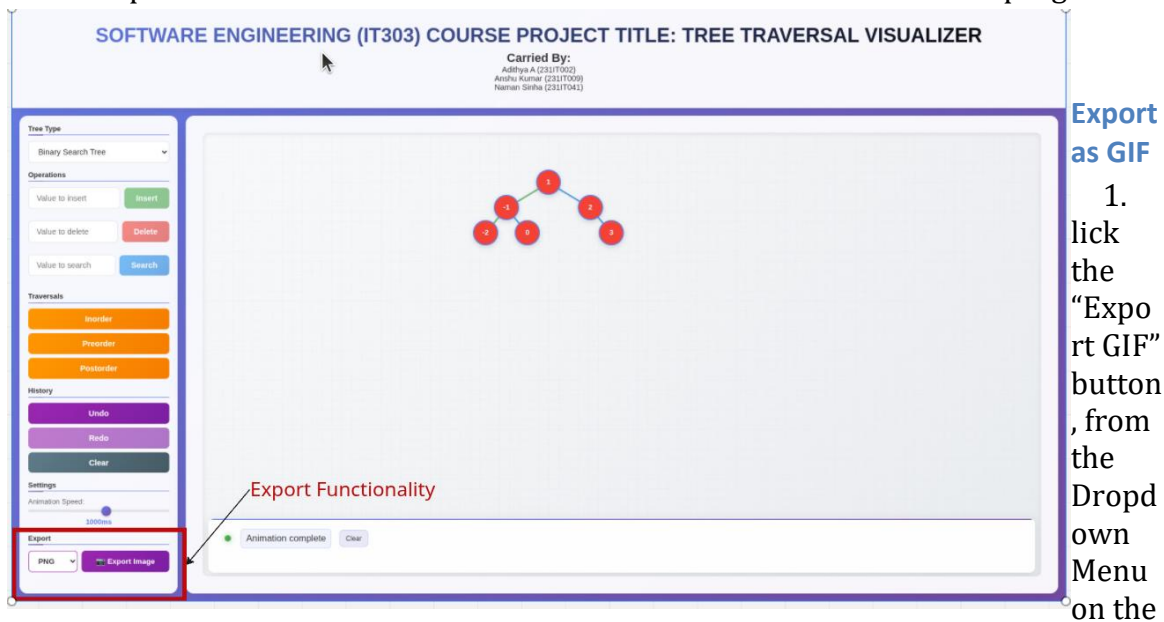 SOFTWARE ENGINEERING (IT303) COURSE PROJECT TITLE: TREE TRAVERSAL VISUALIZER
Carried By:
Adithya A (231IT002)
Anshu Kumar (231IT009)
Naman Sinha (231IT041)
Tree Type
Binary Search Tree
Operations
Value to insert
Insert
Value to delete
Delete
Value to search
Search
Traversals
Inorder
Preorder
Postorder
History
Undo
Redo
Clear
Settings
Animation Speed:
1000ms
Export
PNG
Export Image
1
-1
2
-2
0
3
Export Functionality
Animation complete
Clear
Export
as GIF
1.
lick
the
“Expo
rt GIF”
button
, from
the
Dropd
own
Menu
on the